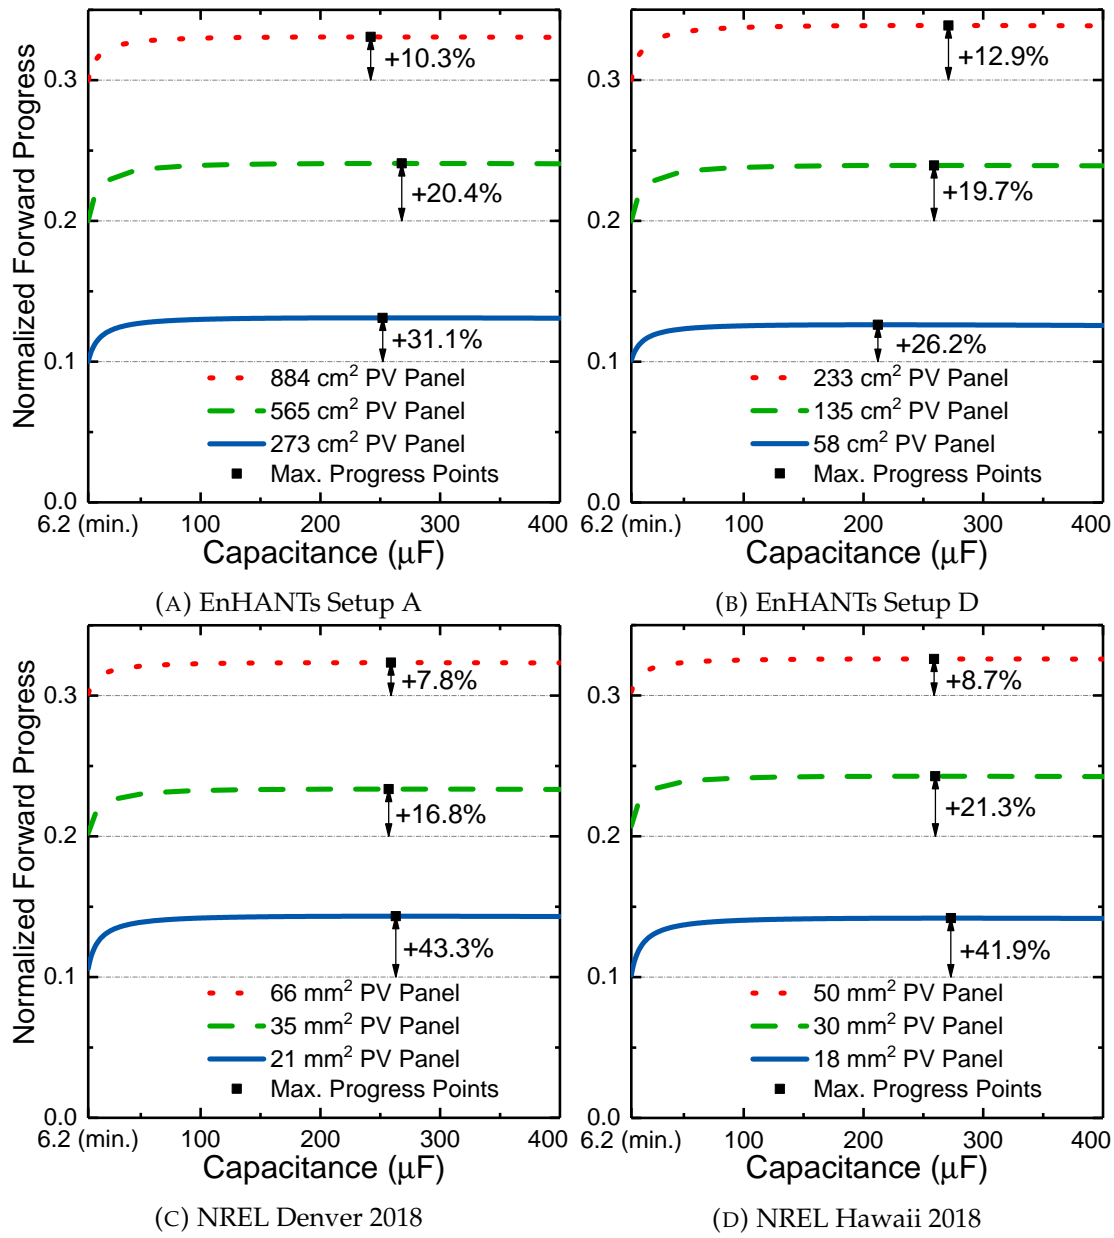 Normalized Forward Progress
0.3
0.2
0.1
0.0
+10.3%
+20.4%
+31.1%
884 cm² PV Panel
565 cm² PV Panel
273 cm² PV Panel
Max. Progress Points
6.2 (min.) 100 200 300 400
Capacitance (μF)
(A) EnHANTs Setup A
0.3
0.2
0.1
0.0
+12.9%
+19.7%
+26.2%
233 cm² PV Panel
135 cm² PV Panel
58 cm² PV Panel
Max. Progress Points
6.2 (min.) 100 200 300 400
Capacitance (μF)
(B) EnHANTs Setup D
Normalized Forward Progress
0.3
0.2
0.1
0.0
+7.8%
+16.8%
+43.3%
66 mm² PV Panel
35 mm² PV Panel
21 mm² PV Panel
Max. Progress Points
6.2 (min.) 100 200 300 400
Capacitance (μF)
(C) NREL Denver 2018
0.3
0.2
0.1
0.0
+8.7%
+21.3%
+41.9%
50 mm² PV Panel
30 mm² PV Panel
18 mm² PV Panel
Max. Progress Points
6.2 (min.) 100 200 300 400
Capacitance (μF)
(D) NREL Hawaii 2018